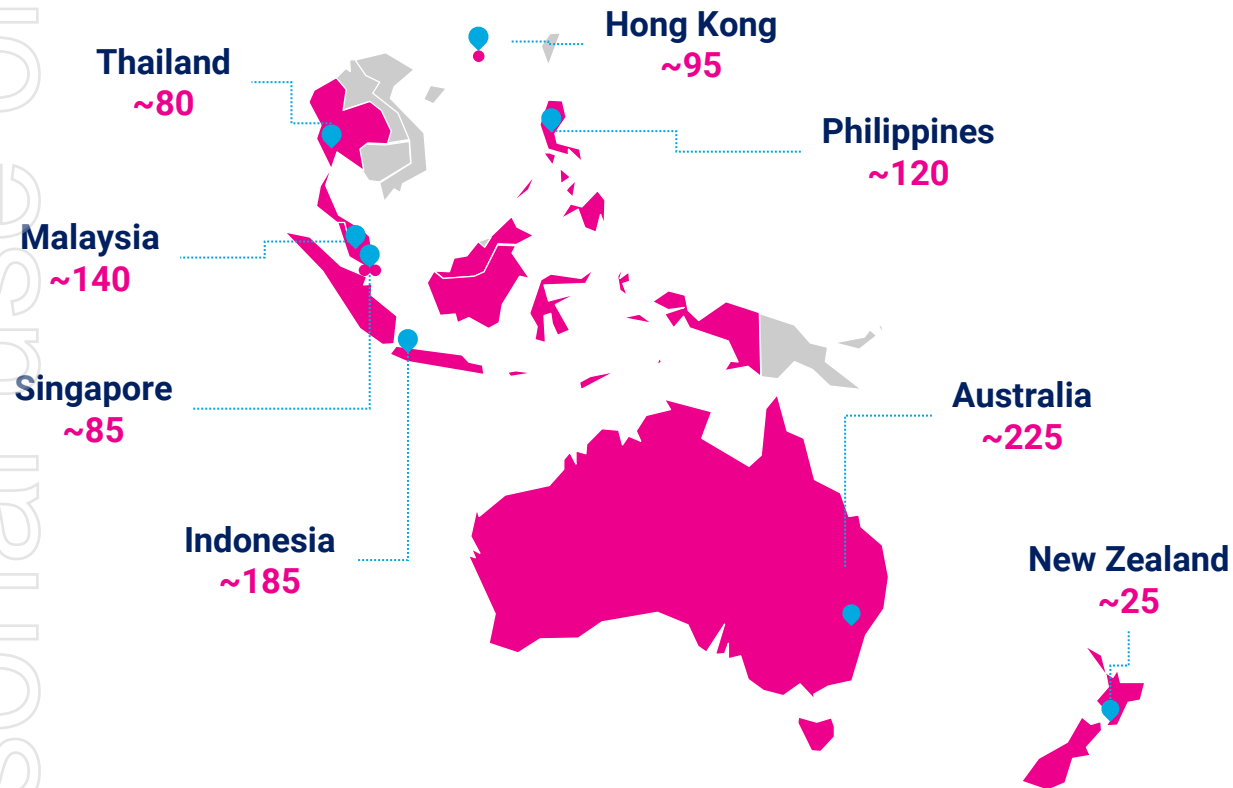 Hong Kong
~95
Thailand
~80
Philippines
~120
Malaysia
~140
Singapore
~85
Australia
~225
Indonesia
~185
New Zealand
~25